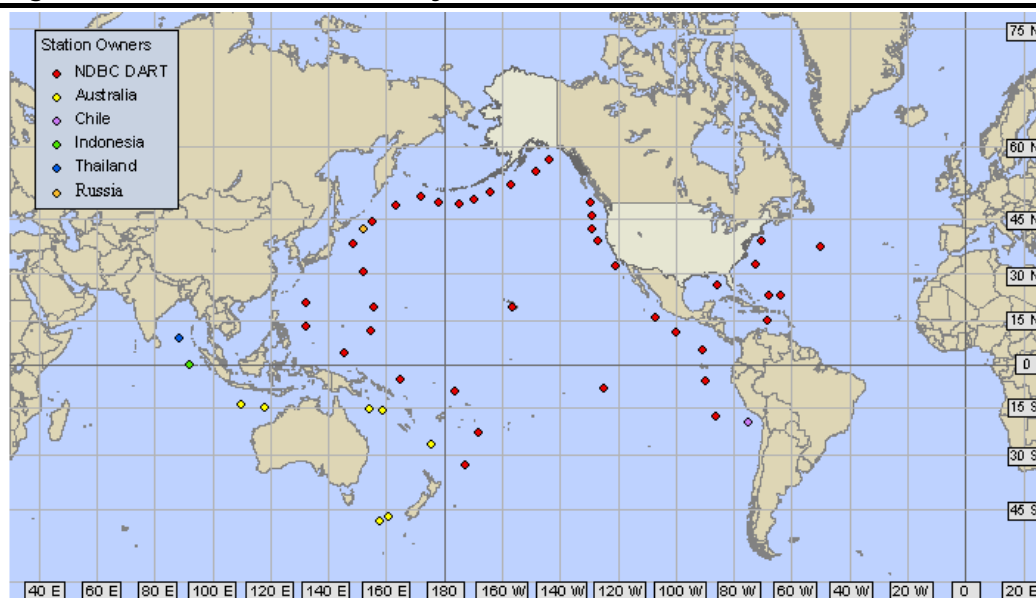 Station Owners
NDBC DART
Australia
Chile
Indonesia
Thailand
Russia
75 N
60 N
45 N
30 N
15 N
0
15 S
30 S
45 S
40 E 60 E 80 E 100 E 120 E 140 E 160 E 180 160 W 140 W 120 W 100 W 80 W 60 W 40 W 20 W 0 20 E